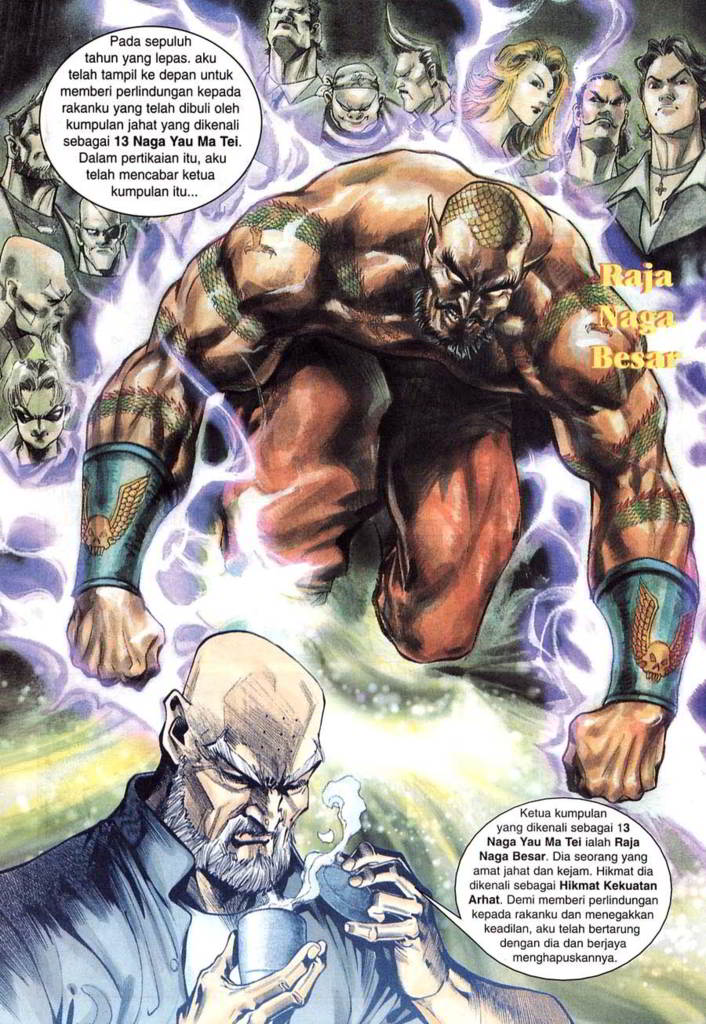 Pada sepuluh
tahun yang lepas. aku
telah tampil ke depan untuk
memberi perlindungan kepada
rakanku yang telah dibuli oleh
kumpulan jahat yang dikenali
sebagai 13 Naga Yau Ma Tei.
Dalam pertikaian itu, aku
telah mencabar ketua
kumpulan itu...
Raja
Naga
Besar
Ketua kumpulan
yang dikenali sebagai 13
Naga Yau Ma Tei ialah Raja
Naga Besar. Dia seorang yang
amat jahat dan kejam. Hikmat dia
dikenali sebagai Hikmat Kekuatan
Arhat. Demi memberi perlindungan
kepada rakanku dan menegakkan
keadilan, aku telah bertarung
dengan dia dan berjaya
menghapuskannya.